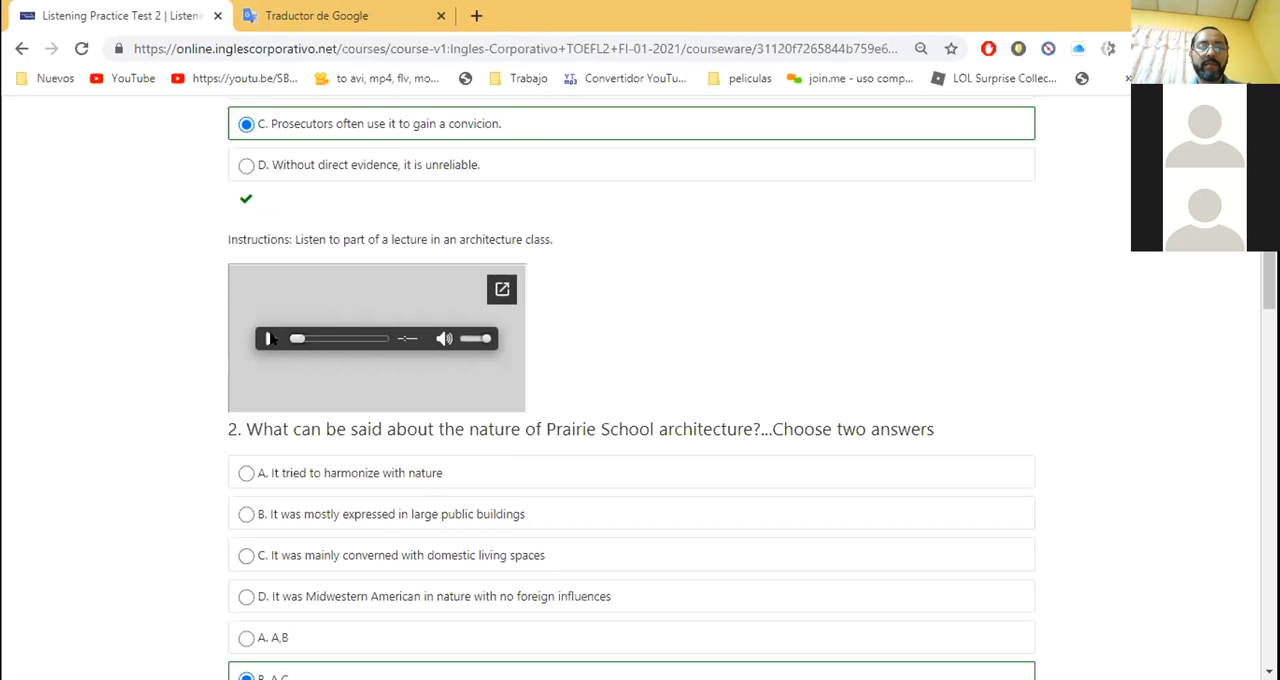 Listening Practice Test 2 | Listenin
Traductor de Google
https://online.inglescorporativo.net/courses/course-v1:Ingles-Corporativo+TOEFL2+FI-01-2021/courseware/31120f7265844b759e6...
Nuevos YouTube https://youtu.be/SB... to avi, mp4, flv, mo... Trabajo YT mp3 Convertidor YouTu... peliculas join.me - uso comp... LOL Surprise Collec... »
C. Prosecutors often use it to gain a convicion.
D. Without direct evidence, it is unreliable.
Instructions: Listen to part of a lecture in an architecture class.
-:--
2. What can be said about the nature of Prairie School architecture?...Choose two answers
A. It tried to harmonize with nature
B. It was mostly expressed in large public buildings
C. It was mainly converned with domestic living spaces
D. It was Midwestern American in nature with no foreign influences
A. A,B
B. A,C